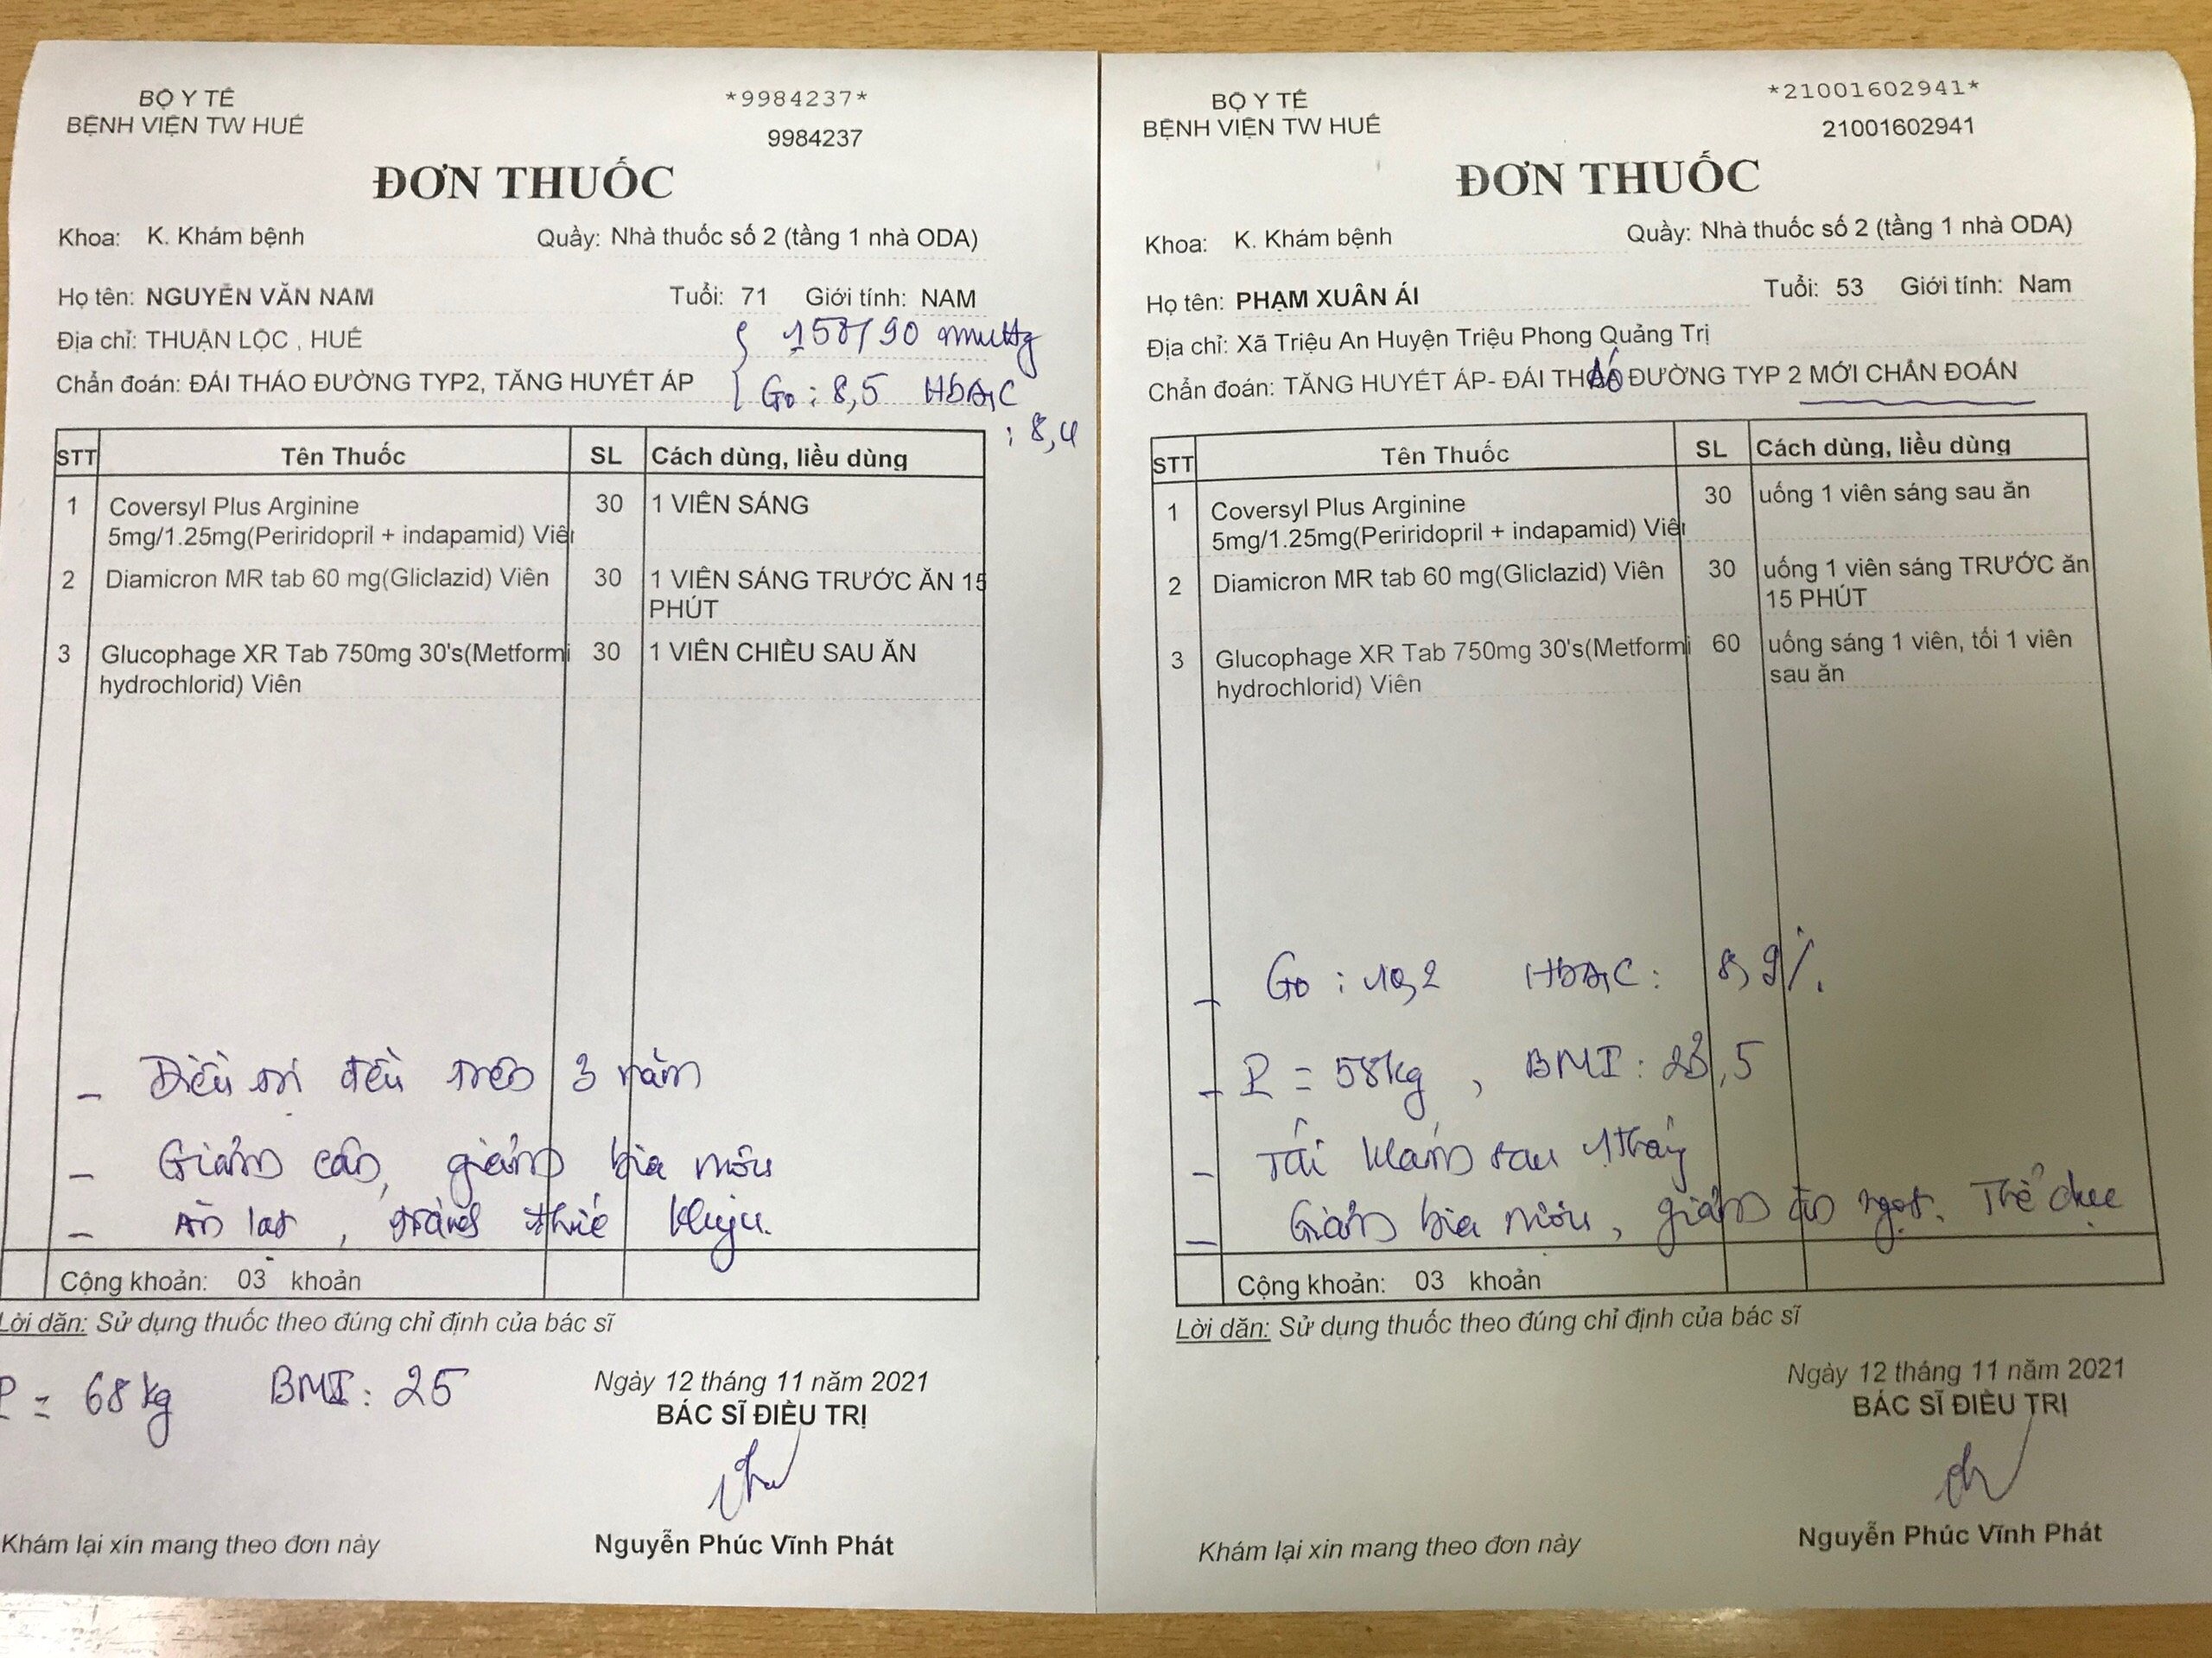 BỘ Y TẾ
BỆNH VIỆN TW HUẾ
*9984237*
9984237
ĐƠN THUỐC
Khoa: K. Khám bệnh Quầy: Nhà thuốc số 2 (tầng 1 nhà ODA)
Họ tên: NGUYỄN VĂN NAM Tuổi: 71 Giới tính: NAM
Địa chỉ: THUẬN LỘC , HUẾ 150/90 mmHg
Chẩn đoán: ĐÁI THÁO ĐƯỜNG TYP2, TĂNG HUYẾT ÁP Go: 8,5 HbA1C
: 8,4
STT Tên Thuốc SL Cách dùng, liều dùng
1 Coversyl Plus Arginine 30 1 VIÊN SÁNG
5mg/1.25mg(Periridopril + indapamid) Viên
2 Diamicron MR tab 60 mg(Gliclazid) Viên 30 1 VIÊN SÁNG TRƯỚC ĂN 15
PHÚT
3 Glucophage XR Tab 750mg 30's(Metformi 30 1 VIÊN CHIỀU SAU ĂN
hydrochlorid) Viên
- Điều trị đều trên 3 năm
- Giảm cân, giảm bia rượu
- Ăn lạt, tránh thức khuya.
Cộng khoản: 03 khoản
Lời dặn: Sử dụng thuốc theo đúng chỉ định của bác sĩ
P = 68kg BMI: 25
Ngày 12 tháng 11 năm 2021
BÁC SĨ ĐIỀU TRỊ
Khám lại xin mang theo đơn này Nguyễn Phúc Vĩnh Phát
BỘ Y TẾ
BỆNH VIỆN TW HUẾ
*21001602941*
21001602941
ĐƠN THUỐC
Khoa: K. Khám bệnh Quầy: Nhà thuốc số 2 (tầng 1 nhà ODA)
Họ tên: PHẠM XUÂN ÁI Tuổi: 53 Giới tính: Nam
Địa chỉ: Xã Triệu An Huyện Triệu Phong Quảng Trị
Chẩn đoán: TĂNG HUYẾT ÁP- ĐÁI THÁO ĐƯỜNG TYP 2 MỚI CHẨN ĐOÁN
STT Tên Thuốc SL Cách dùng, liều dùng
1 Coversyl Plus Arginine 30 uống 1 viên sáng sau ăn
5mg/1.25mg(Periridopril + indapamid) Viên
2 Diamicron MR tab 60 mg(Gliclazid) Viên 30 uống 1 viên sáng TRƯỚC ăn
15 PHÚT
3 Glucophage XR Tab 750mg 30's(Metformi 60 uống sáng 1 viên, tối 1 viên
hydrochlorid) Viên sau ăn
- Go: 10,2 HbA1C: 8,9%.
- P = 58kg, BMI: 23,5
- Tái khám sau 1 tháng
- Giảm bia rượu, giảm ăn ngọt. Thể dục
Cộng khoản: 03 khoản
Lời dặn: Sử dụng thuốc theo đúng chỉ định của bác sĩ
Ngày 12 tháng 11 năm 2021
BÁC SĨ ĐIỀU TRỊ
Khám lại xin mang theo đơn này Nguyễn Phúc Vĩnh Phát